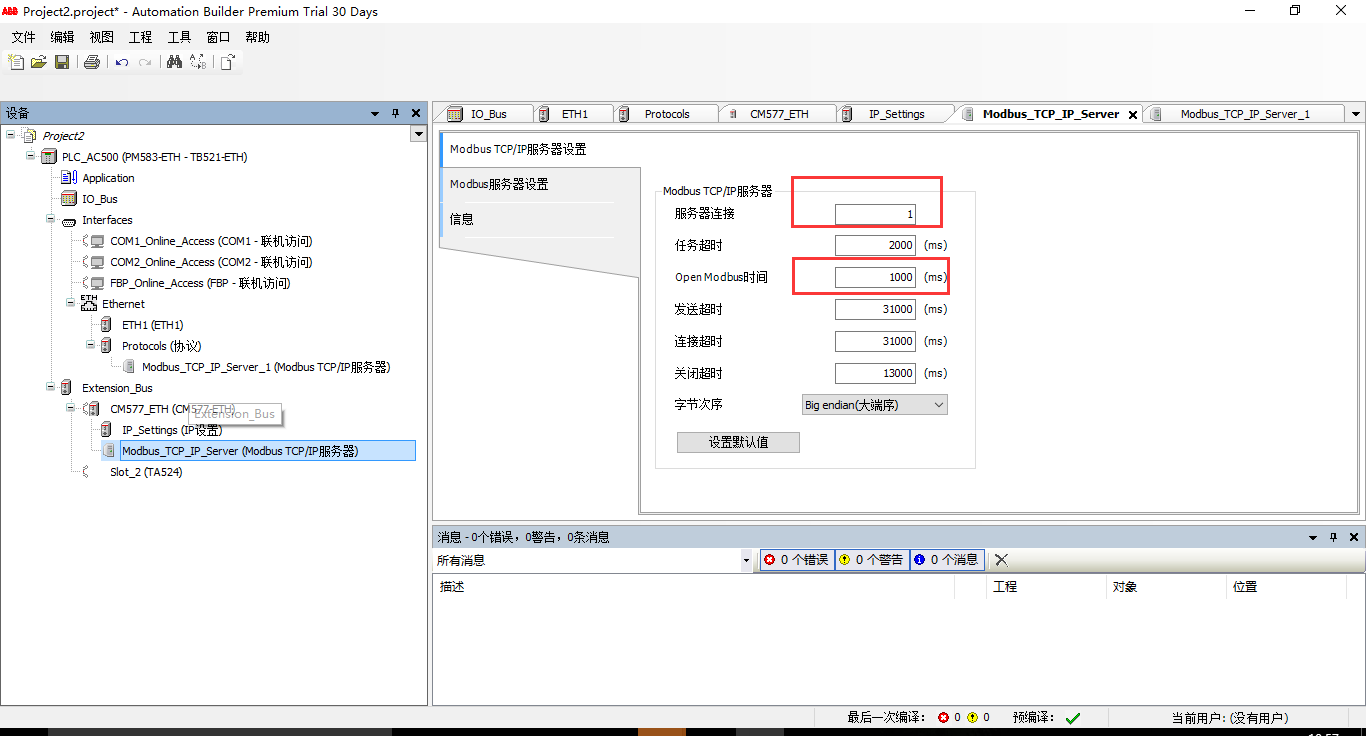 ABB Project2.project* - Automation Builder Premium Trial 30 Days
文件 编辑 视图 工程 工具 窗口 帮助
设备
Project2
PLC_AC500 (PM583-ETH - TB521-ETH)
Application
IO_Bus
Interfaces
COM1_Online_Access (COM1 - 联机访问)
COM2_Online_Access (COM2 - 联机访问)
FBP_Online_Access (FBP - 联机访问)
ETH Ethernet
ETH1 (ETH1)
Protocols (协议)
Modbus_TCP_IP_Server_1 (Modbus TCP/IP服务器)
Extension_Bus
CM577_ETH (CM577-ETH)
Extension_Bus
IP_Settings (IP设置)
Modbus_TCP_IP_Server (Modbus TCP/IP服务器)
Slot_2 (TA524)
IO_Bus ETH1 Protocols CM577_ETH IP_Settings Modbus_TCP_IP_Server Modbus_TCP_IP_Server_1
Modbus TCP/IP服务器设置
Modbus服务器设置
信息
Modbus TCP/IP服务器
服务器连接 1
任务超时 2000 (ms)
Open Modbus时间 1000 (ms)
发送超时 31000 (ms)
连接超时 31000 (ms)
关闭超时 13000 (ms)
字节次序 Big endian(大端序)
设置默认值
消息 - 0个错误，0警告，0条消息
所有消息 0 个错误 0 个警告 0 个消息
描述 工程 对象 位置
最后一次编译： 0 0 预编译： 当前用户：(没有用户)